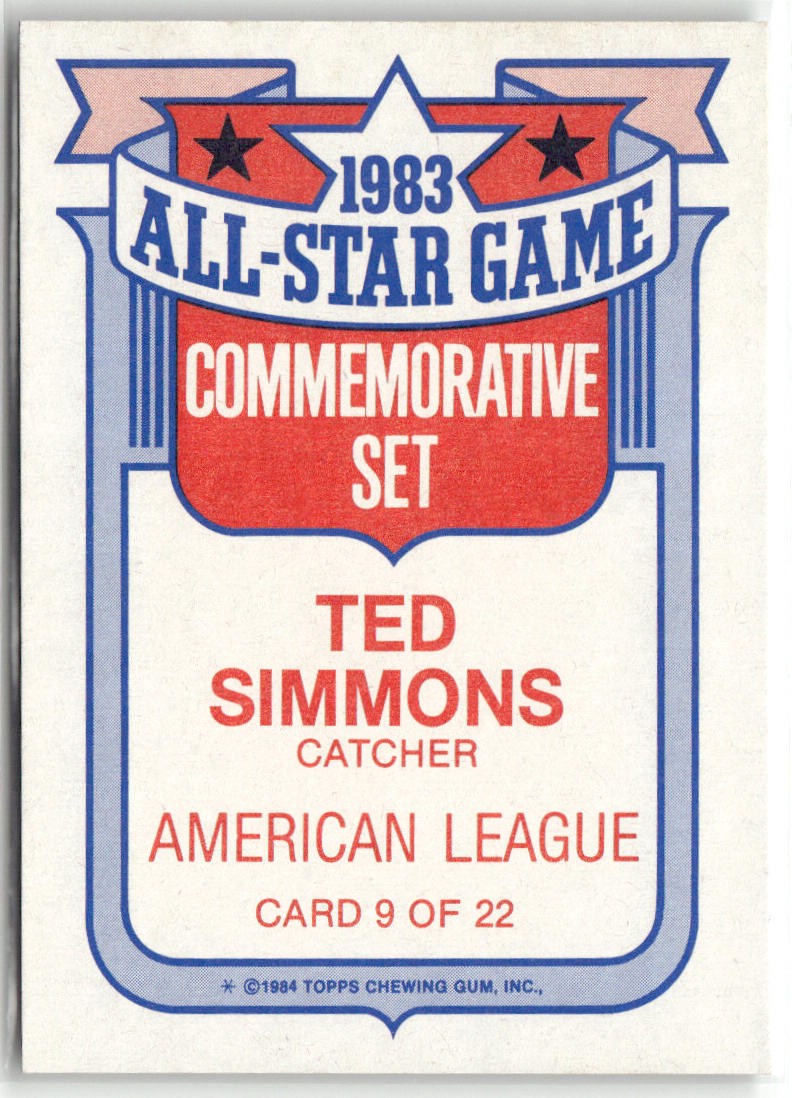 1983
ALL-STAR GAME
COMMEMORATIVE
SET
TED
SIMMONS
CATCHER
AMERICAN LEAGUE
CARD 9 OF 22
* ©1984 TOPPS CHEWING GUM, INC.,